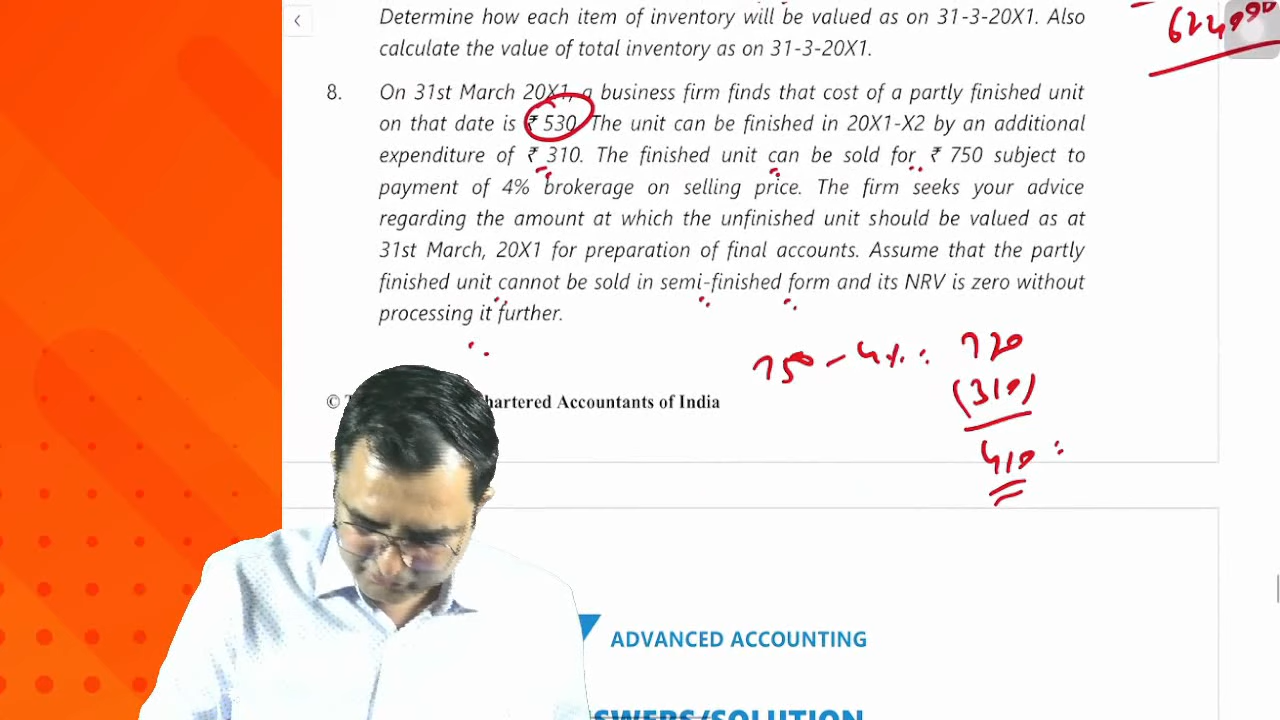 Determine how each item of inventory will be valued as on 31-3-20X1. Also
calculate the value of total inventory as on 31-3-20X1.
8. On 31st March 20X1, a business firm finds that cost of a partly finished unit
on that date is ₹ 530. The unit can be finished in 20X1-X2 by an additional
expenditure of ₹ 310. The finished unit can be sold for ₹ 750 subject to
payment of 4% brokerage on selling price. The firm seeks your advice
regarding the amount at which the unfinished unit should be valued as at
31st March, 20X1 for preparation of final accounts. Assume that the partly
finished unit cannot be sold in semi-finished form and its NRV is zero without
processing it further.
750 - 4% : 720
(310)
410 :
© hartered Accountants of India
ADVANCED ACCOUNTING
SWERS/SOLUTION